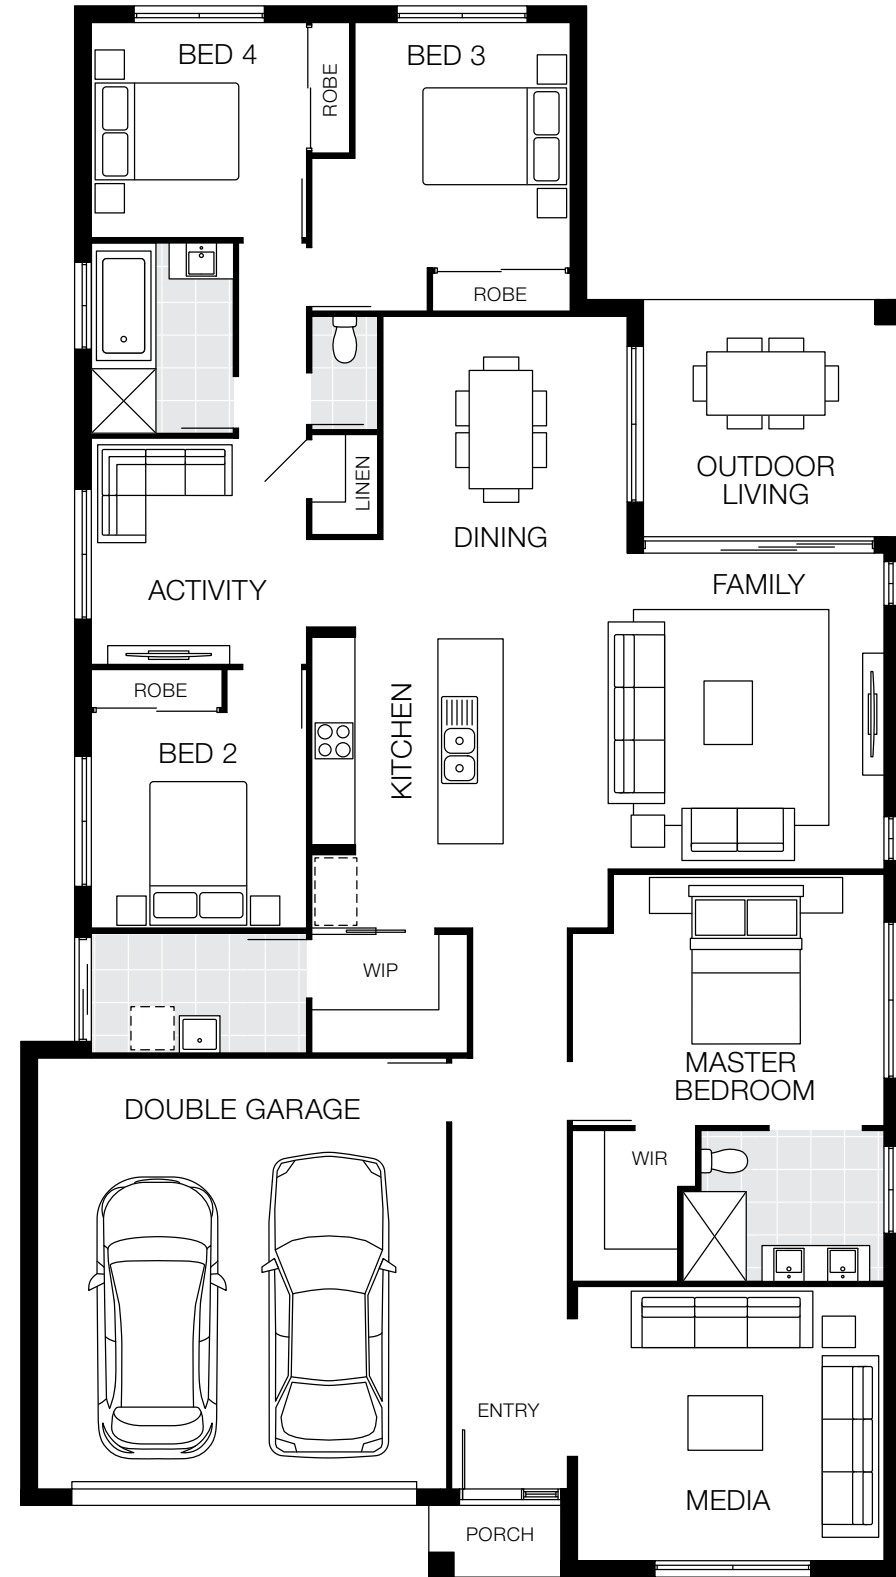 BED 4
ROBE
BED 3
ROBE
LINEN
OUTDOOR
LIVING
DINING
ACTIVITY
FAMILY
ROBE
BED 2
KITCHEN
WIP
MASTER
BEDROOM
DOUBLE GARAGE
WIR
ENTRY
MEDIA
PORCH